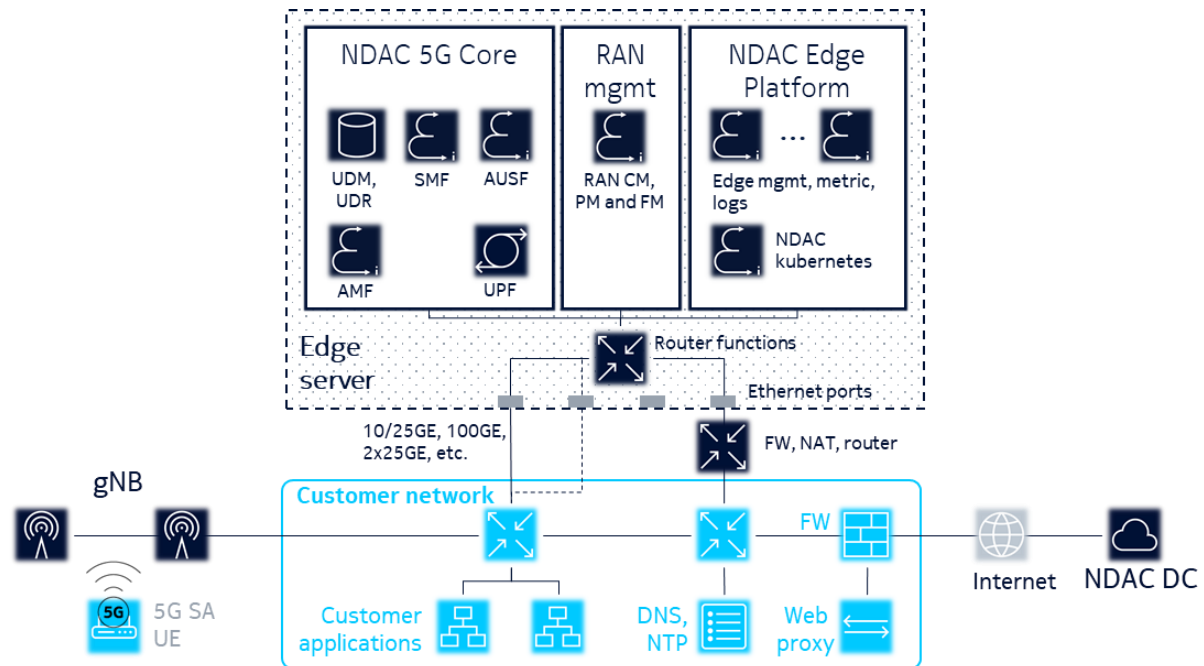 NDAC 5G Core
RAN
mgmt
NDAC Edge
Platform
UDM,
UDR
SMF
AUSF
RAN CM,
PM and FM
...
Edge mgmt, metric,
logs
AMF
UPF
NDAC
kubernetes
Edge
server
Router functions
Ethernet ports
10/25GE, 100GE,
2x25GE, etc.
FW, NAT, router
gNB
Customer network
FW
5G
5G SA
UE
Customer
applications
DNS,
NTP
Web
proxy
Internet
NDAC DC
i
i
i
i
i
i
i